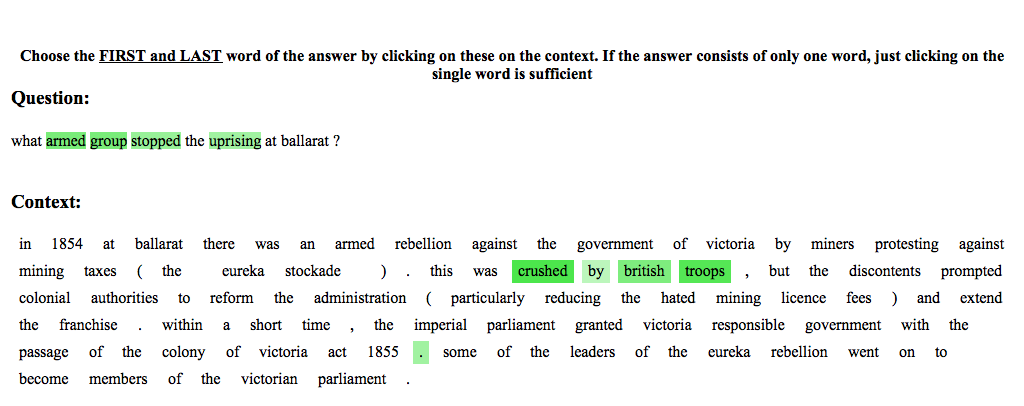 Choose the FIRST and LAST word of the answer by clicking on these on the context. If the answer consists of only one word, just clicking on the
single word is sufficient
Question:
what armed group stopped the uprising at ballarat ?
Context:
in 1854 at ballarat there was an armed rebellion against the government of victoria by miners protesting against
mining taxes ( the eureka stockade ) . this was crushed by british troops , but the discontents prompted
colonial authorities to reform the administration ( particularly reducing the hated mining licence fees ) and extend
the franchise . within a short time , the imperial parliament granted victoria responsible government with the
passage of the colony of victoria act 1855 . some of the leaders of the eureka rebellion went on to
become members of the victorian parliament .